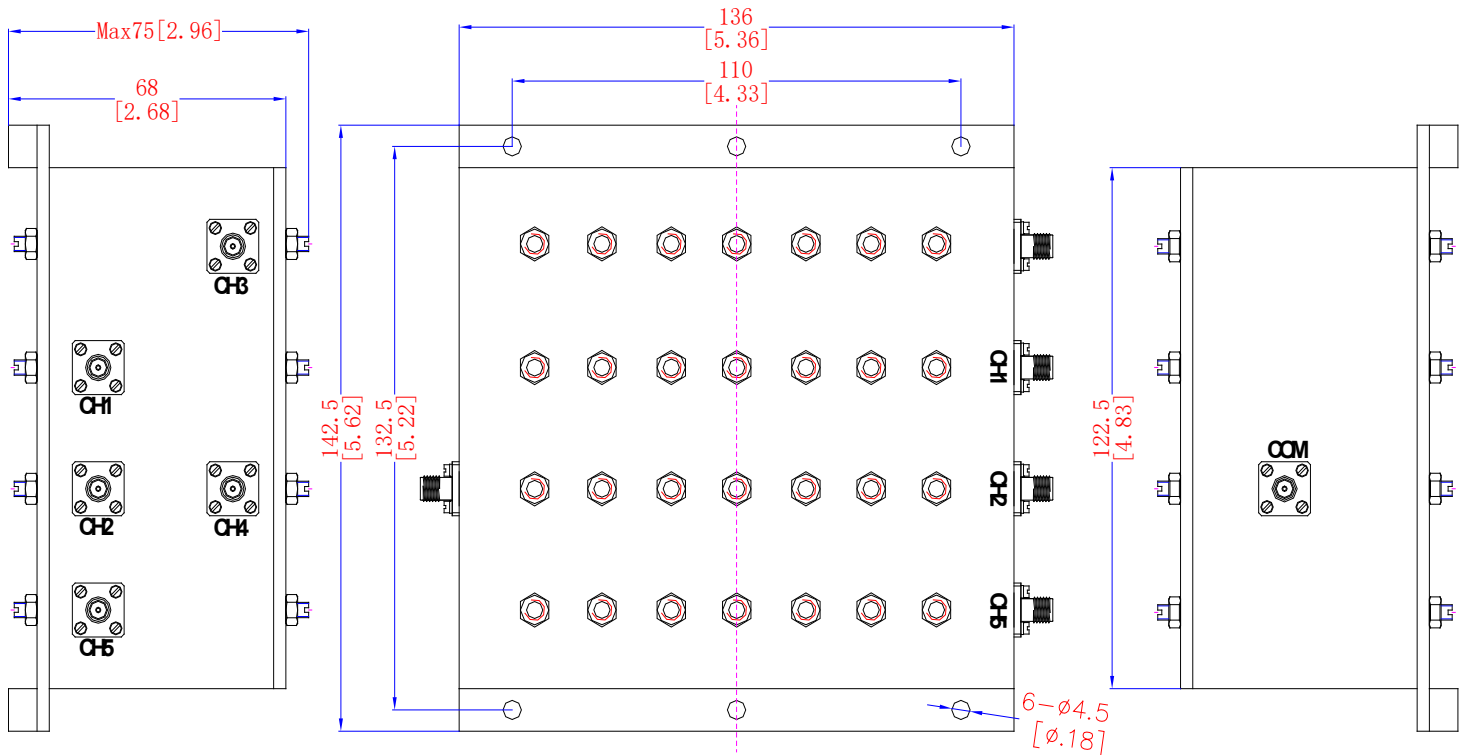 Max75[2.96]
68
[2.68]
CH3
CH1
CH2
CH4
CH5
136
[5.36]
110
[4.33]
142.5
[5.62]
132.5
[5.22]
CH1
CH2
CH5
6-Ø4.5
[Ø.18]
122.5
[4.83]
COM